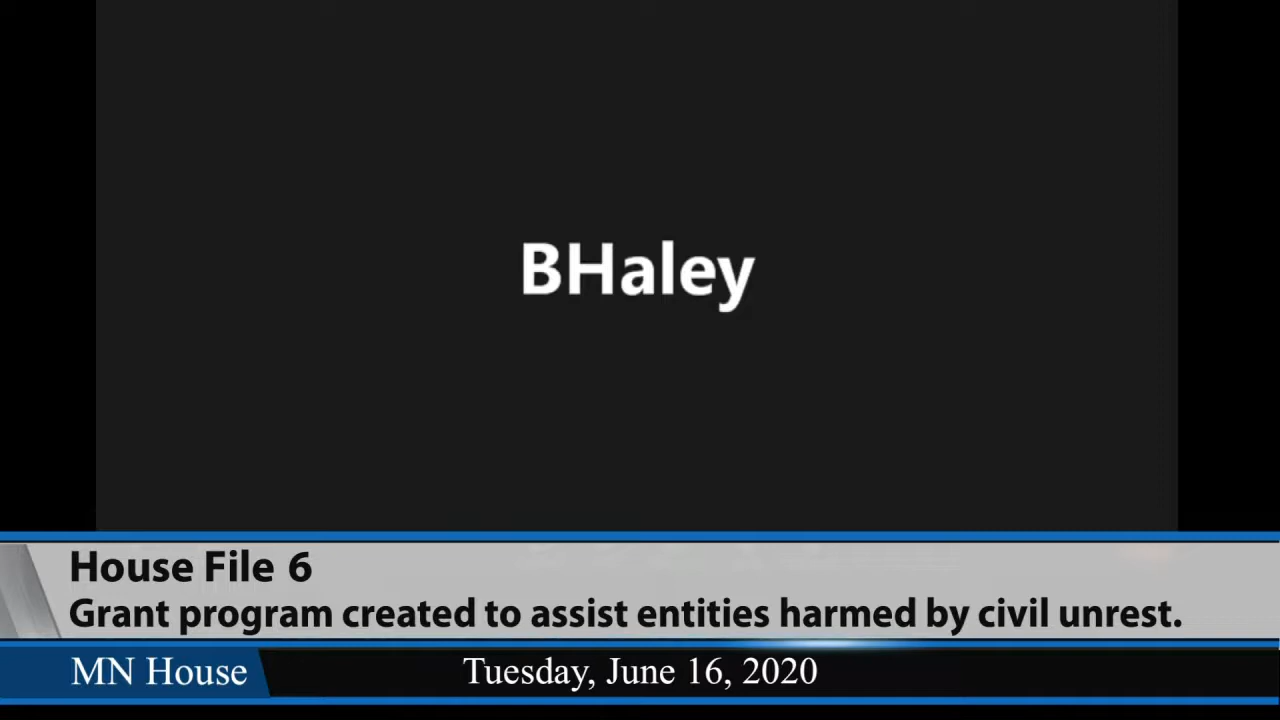 BHaley
House File 6
Grant program created to assist entities harmed by civil unrest.
MN House
Tuesday, June 16, 2020